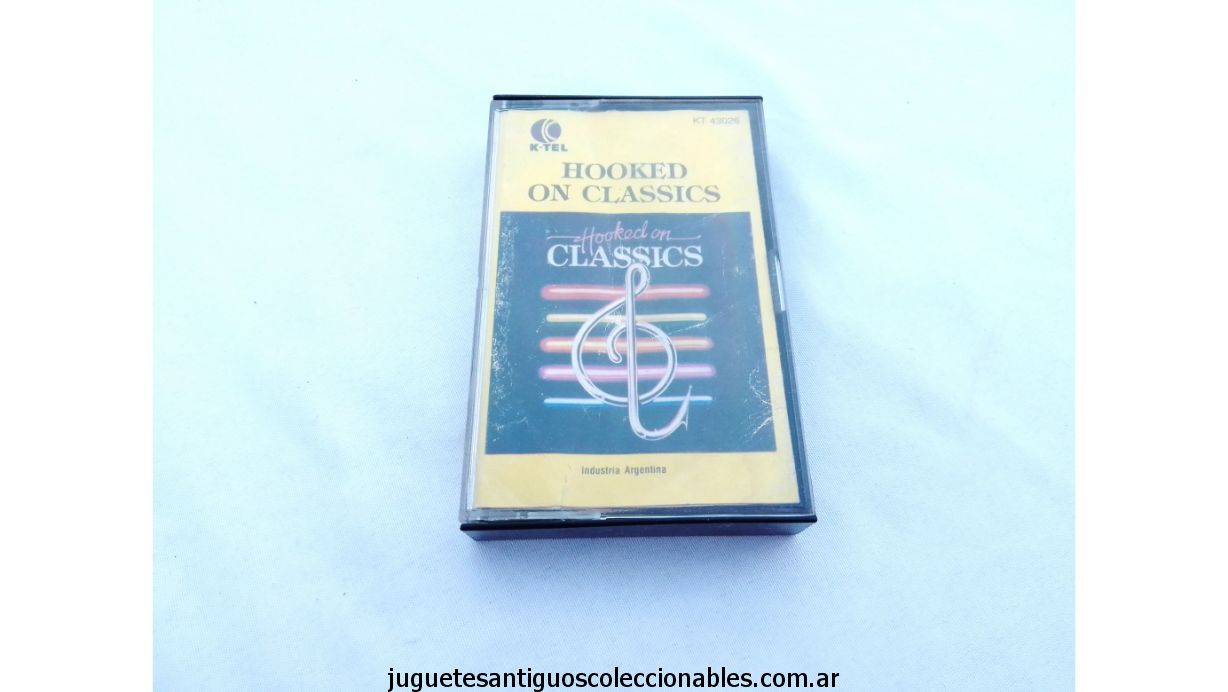 K-TEL
KT 43026
HOOKED
ON CLASSICS
Hooked on
CLASSICS
Industria Argentina
juguetesantiguoscoleccionables.com.ar